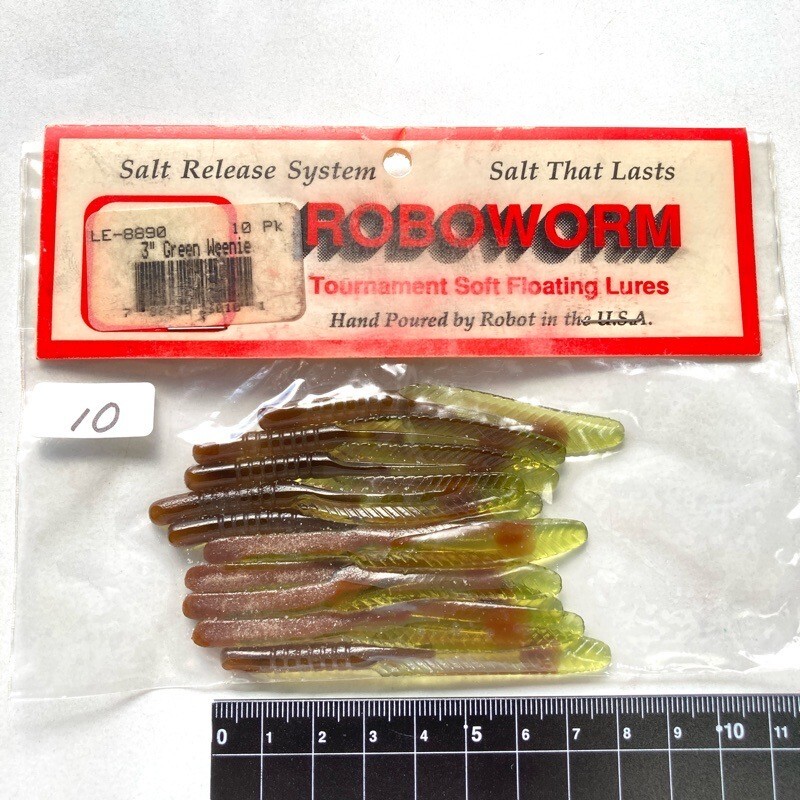 Salt Release System Salt That Lasts
LE-8890 10 Pk
3" Green Weenie
ROBOWORM
Tournament Soft Floating Lures
Hand Poured by Robot in the U.S.A.
10
0 1 2 3 4 5 6 7 8 9 10 11